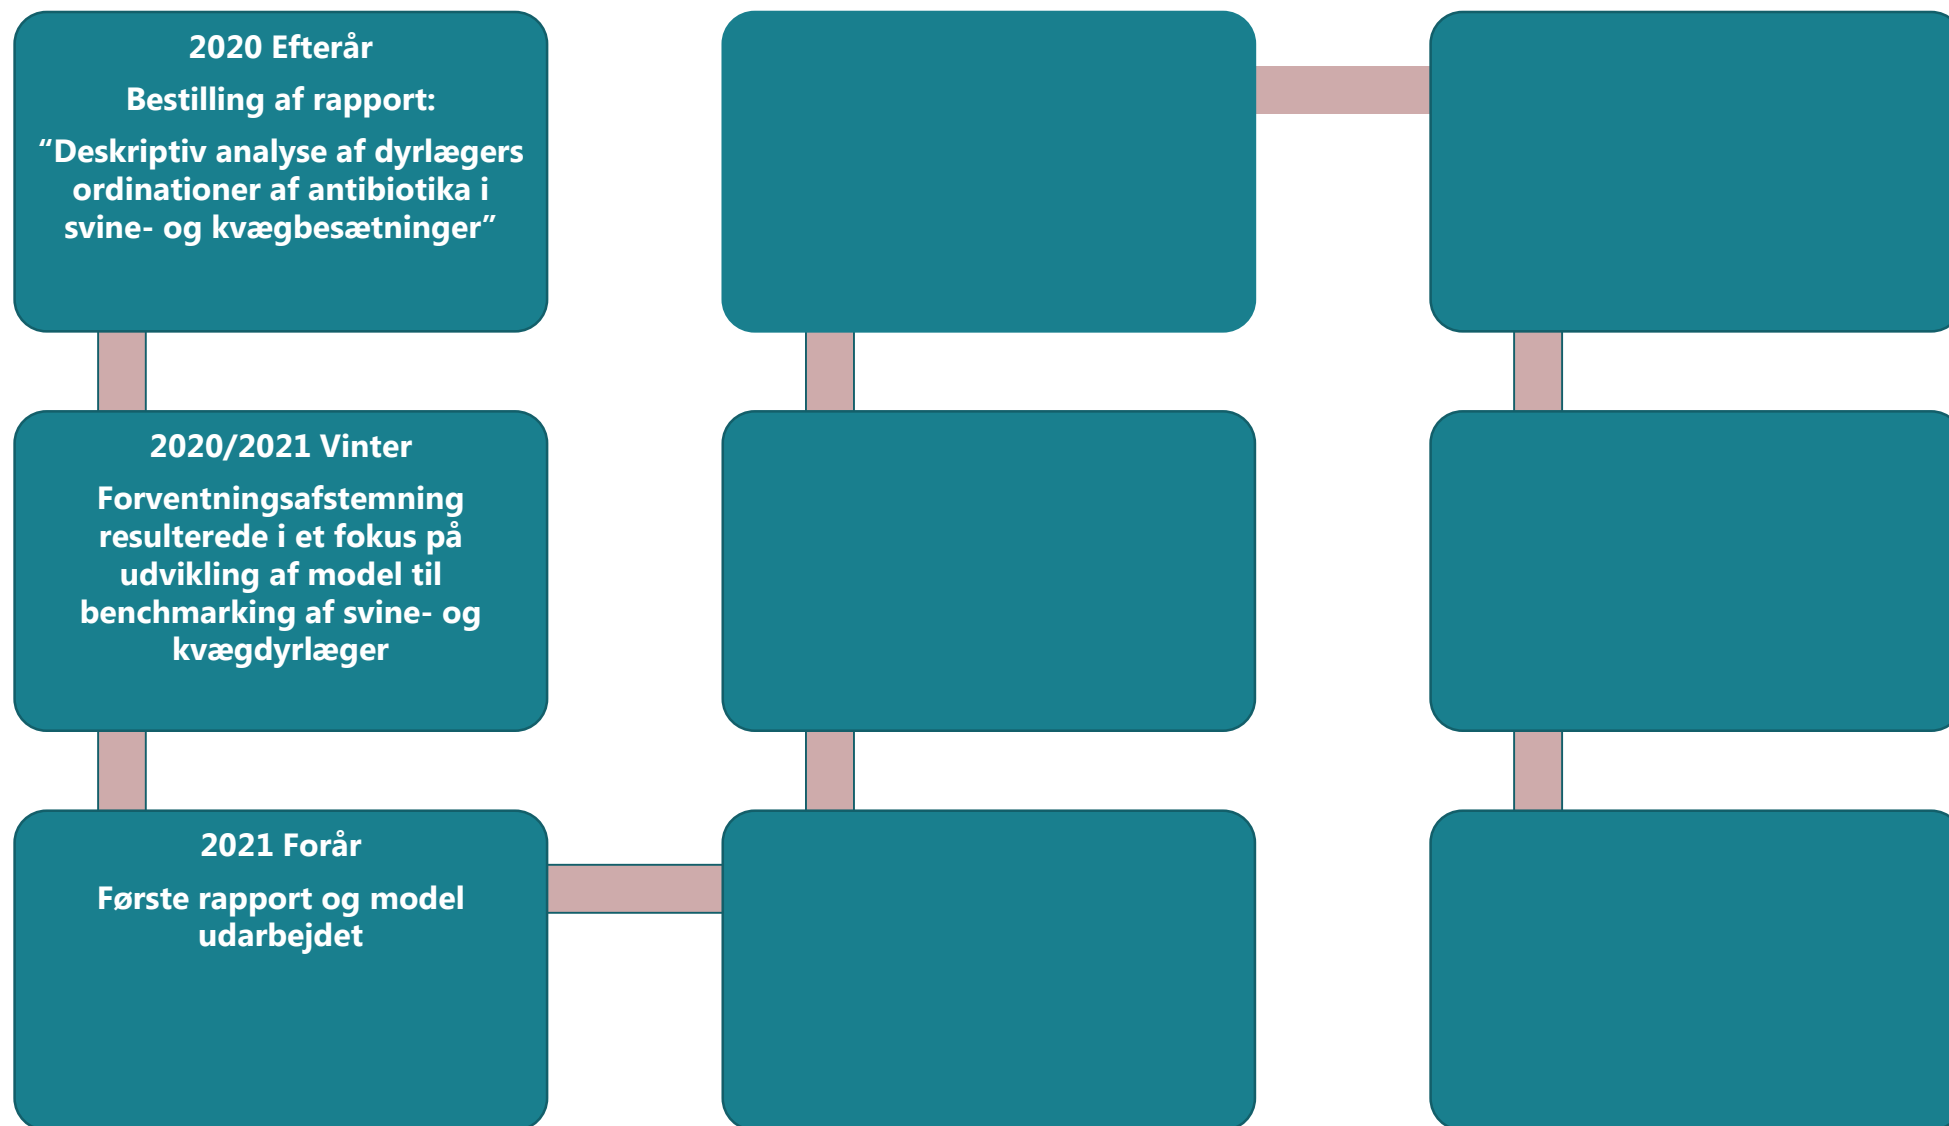 2020 Efterår
Bestilling af rapport:
“Deskriptiv analyse af dyrlægers
ordinationer af antibiotika i
svine- og kvægbesætninger”
2020/2021 Vinter
Forventningsafstemning
resulterede i et fokus på
udvikling af model til
benchmarking af svine- og
kvægdyrlæger
2021 Forår
Første rapport og model
udarbejdet